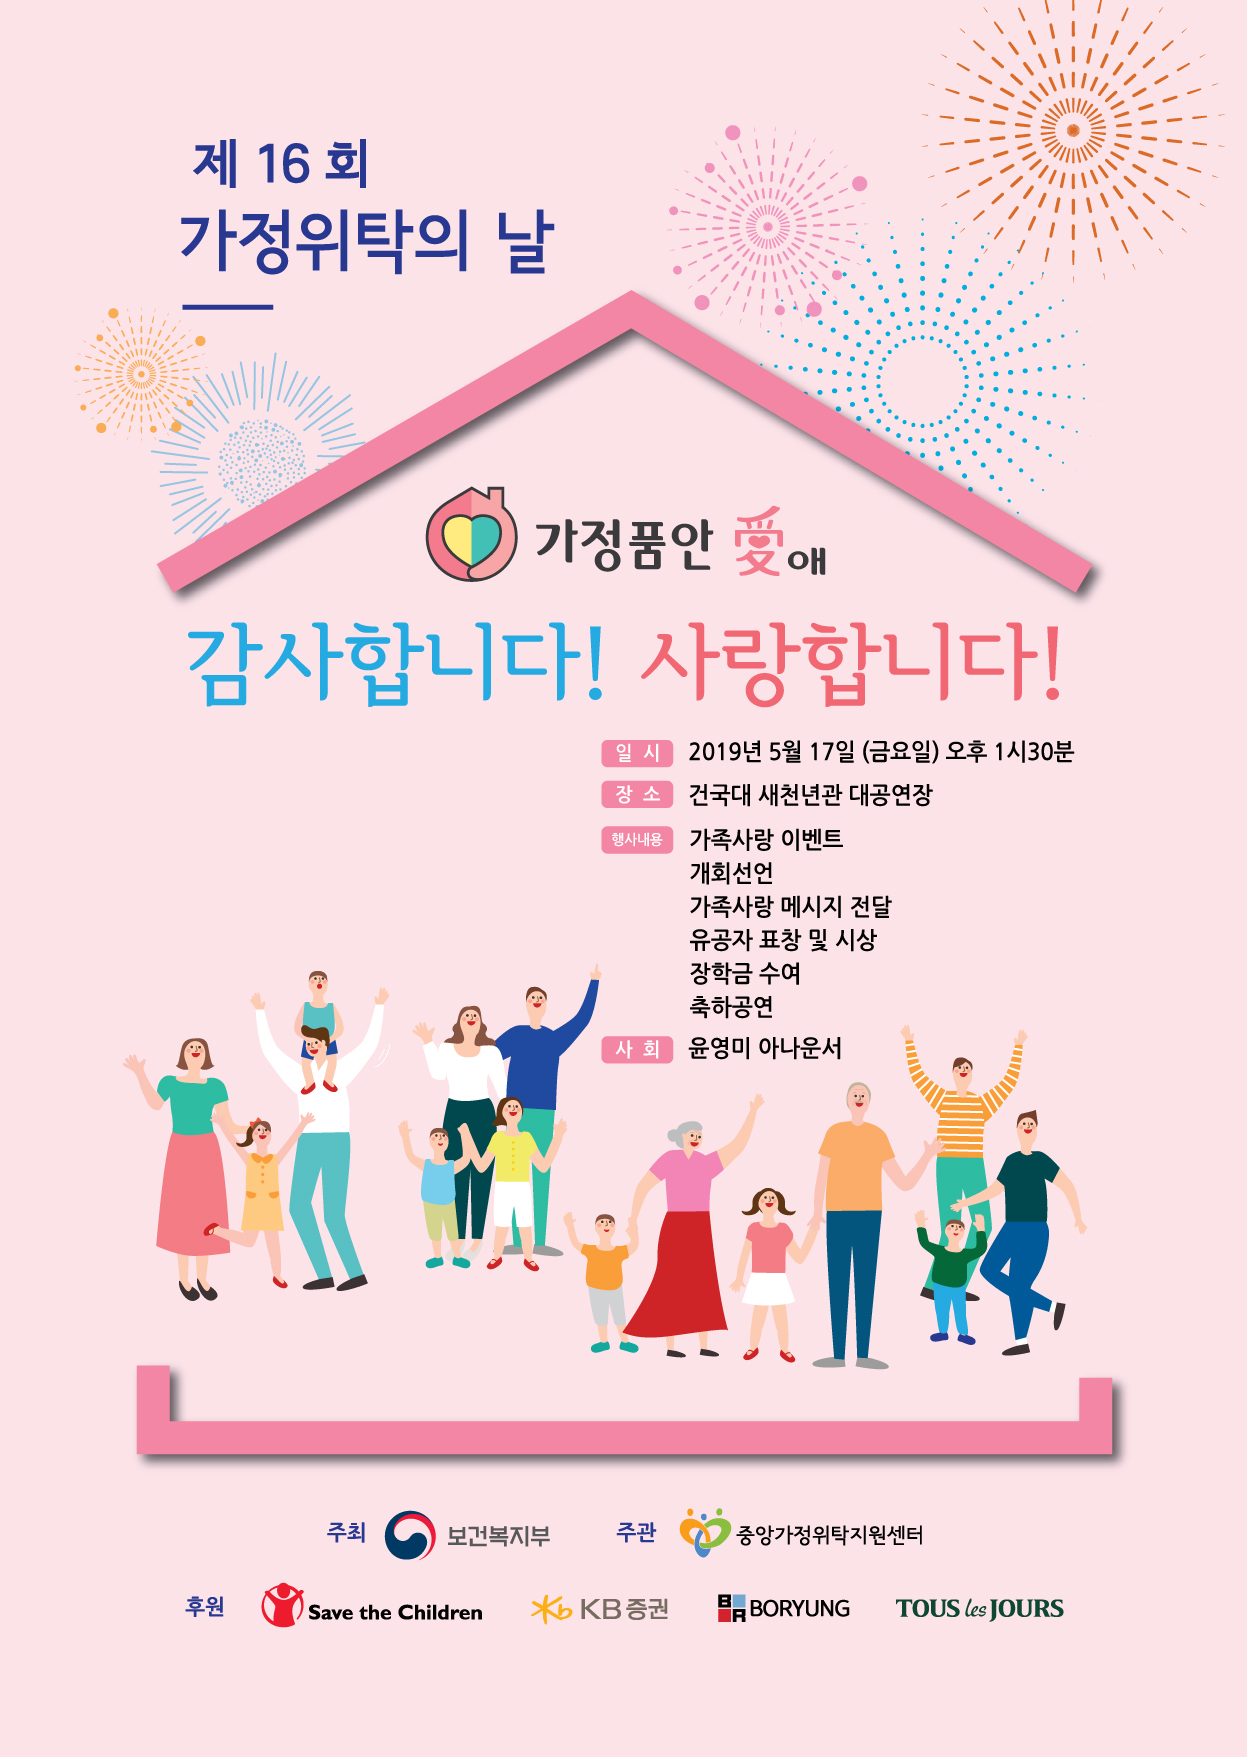 제 16 회
가정위탁의 날
가정품안 愛애
감사합니다! 사랑합니다!
일 시 2019년 5월 17일 (금요일) 오후 1시30분
장 소 건국대 새천년관 대공연장
행사내용 가족사랑 이벤트
개회선언
가족사랑 메시지 전달
유공자 표창 및 시상
장학금 수여
축하공연
사 회 윤영미 아나운서
주최 보건복지부 주관 중앙가정위탁지원센터
후원 Save the Children KB증권 BR BORYUNG TOUS les JOURS